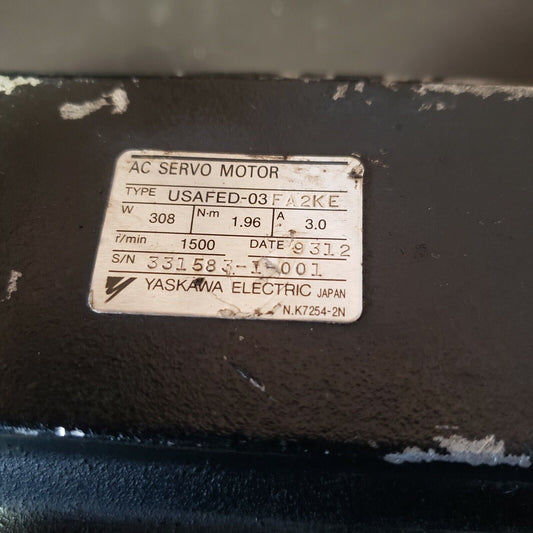 AC SERVO MOTOR
TYPE USAFED-03FA2KE
W 308 N·m 1.96 A 3.0
r/min 1500 DATE 9312
S/N 331583-1-001
YASKAWA ELECTRIC JAPAN
N.K7254-2N